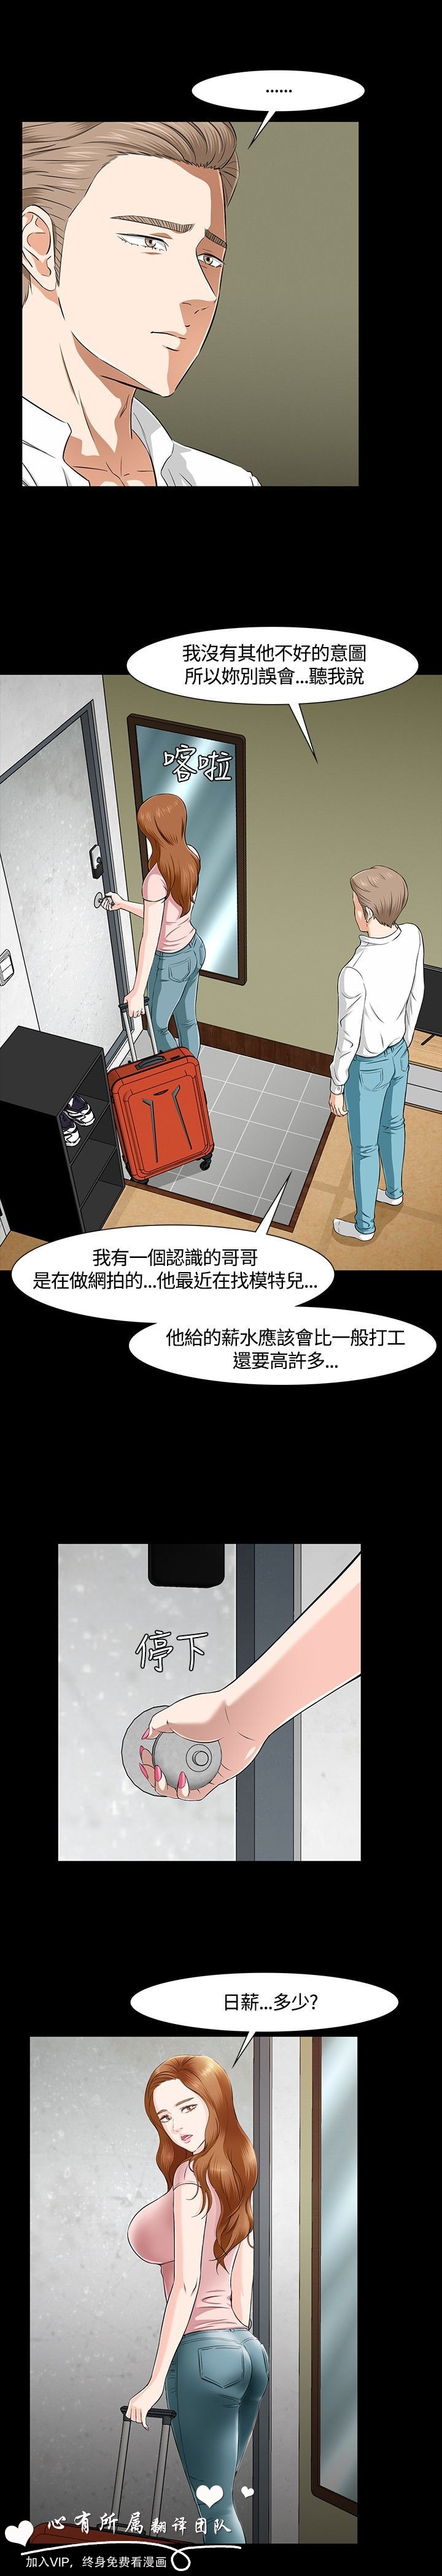 ......
我沒有其他不好的意圖
所以妳別誤會...聽我說
喀啦
我有一個認識的哥哥
是在做網拍的...他最近在找模特兒...
他給的薪水應該會比一般打工
還要高許多...
停下
日薪...多少?
心有所属翻译团队
加入VIP，终身免费看漫画